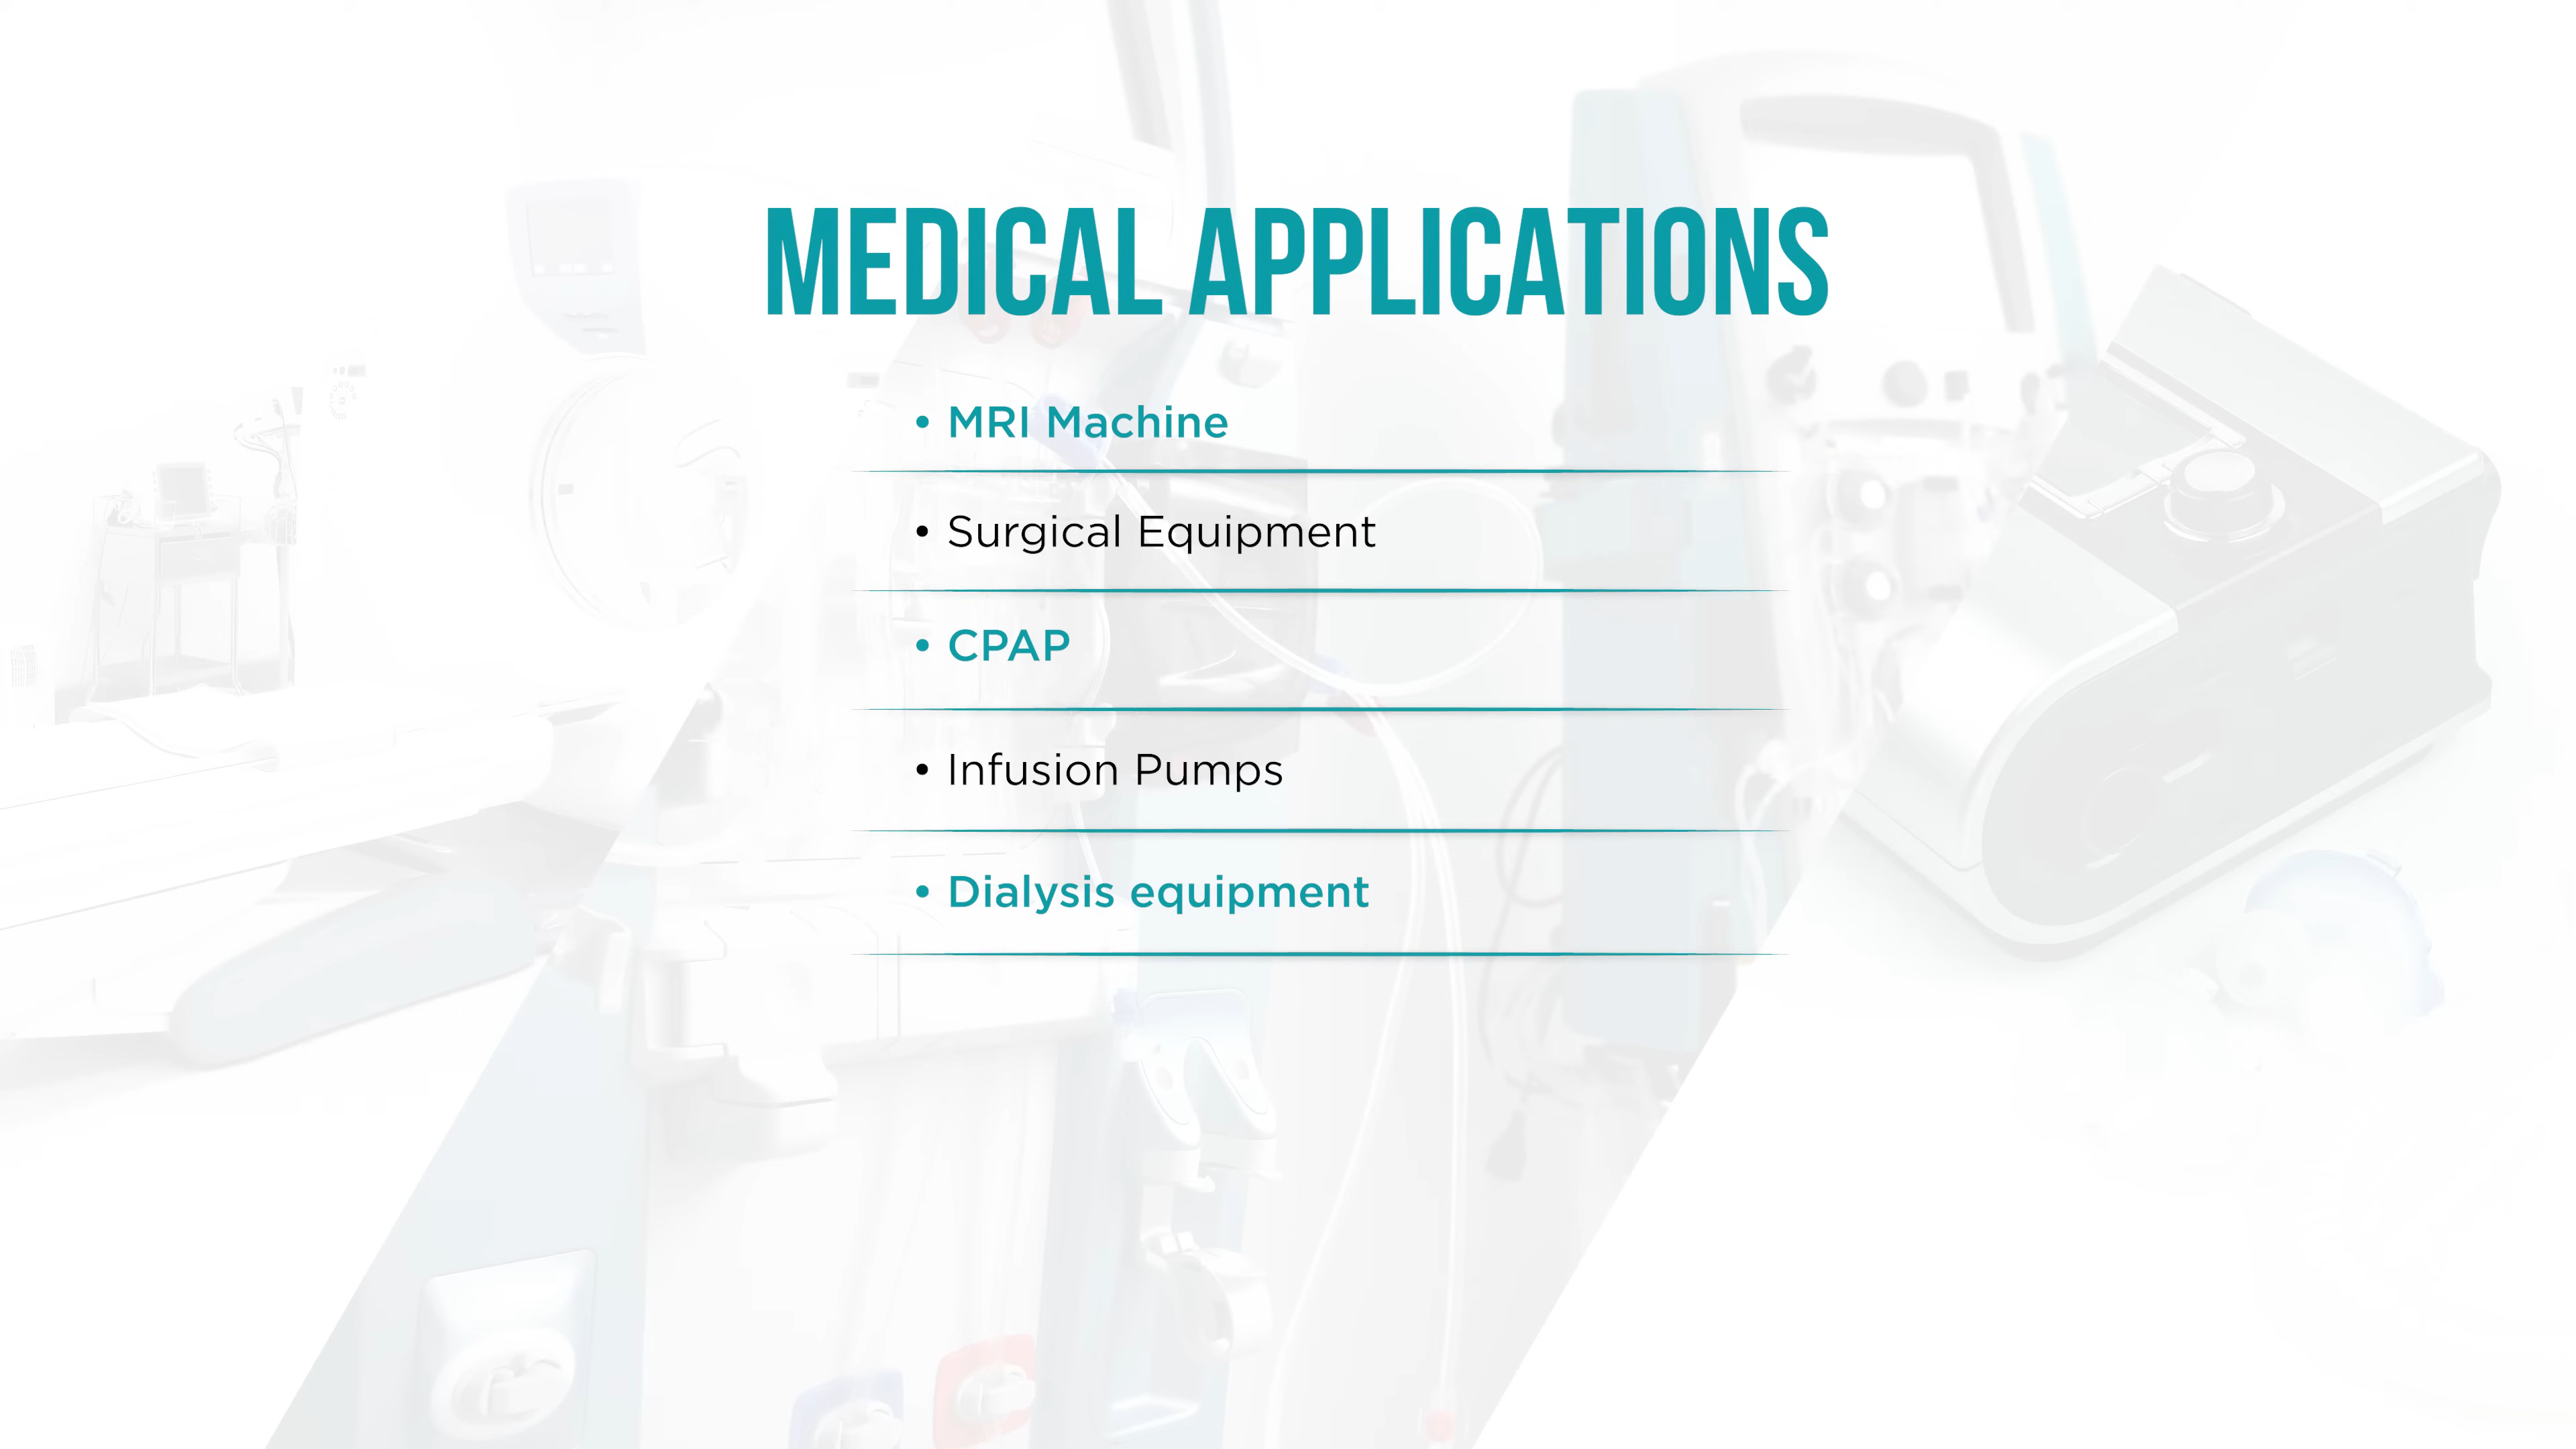 MEDICAL APPLICATIONS
• MRI Machine
• Surgical Equipment
• CPAP
• Infusion Pumps
• Dialysis equipment